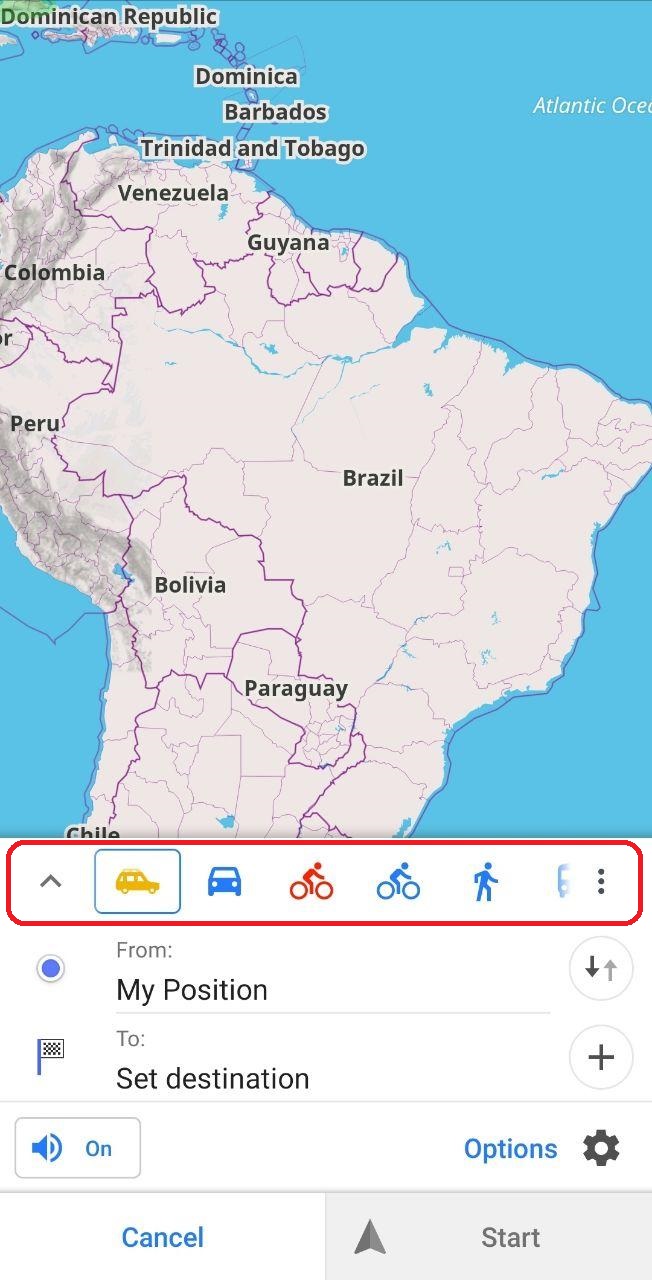 Dominican Republic
Dominica
Atlantic Oce
Barbados
Trinidad and Tobago
Venezuela
Guyana
Colombia
or
Peru
Brazil
Bolivia
Paraguay
Chile
From:
My Position
To:
Set destination
On
Options
Cancel
Start